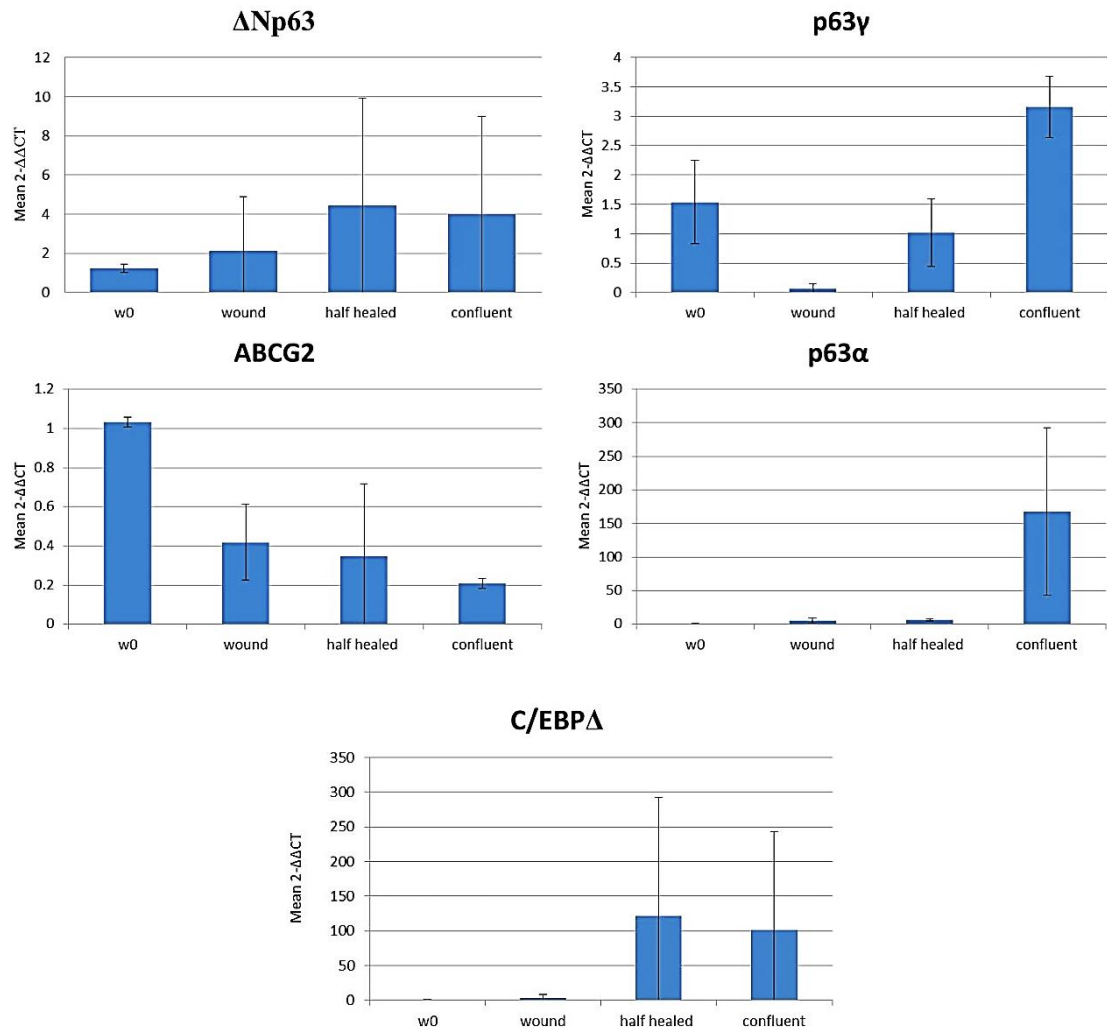 ΔNp63
12
10
8
6
4
2
0
Mean 2-ΔΔCT
w0 wound half healed confluent
p63γ
4
3.5
3
2.5
2
1.5
1
0.5
0
Mean 2-ΔΔCT
w0 wound half healed confluent
ABCG2
1.2
1
0.8
0.6
0.4
0.2
0
Mean 2-ΔΔCT
w0 wound half healed confluent
p63α
350
300
250
200
150
100
50
0
Mean 2-ΔΔCT
w0 wound half healed confluent
C/EBPΔ
350
300
250
200
150
100
50
0
Mean 2-ΔΔCT
w0 wound half healed confluent